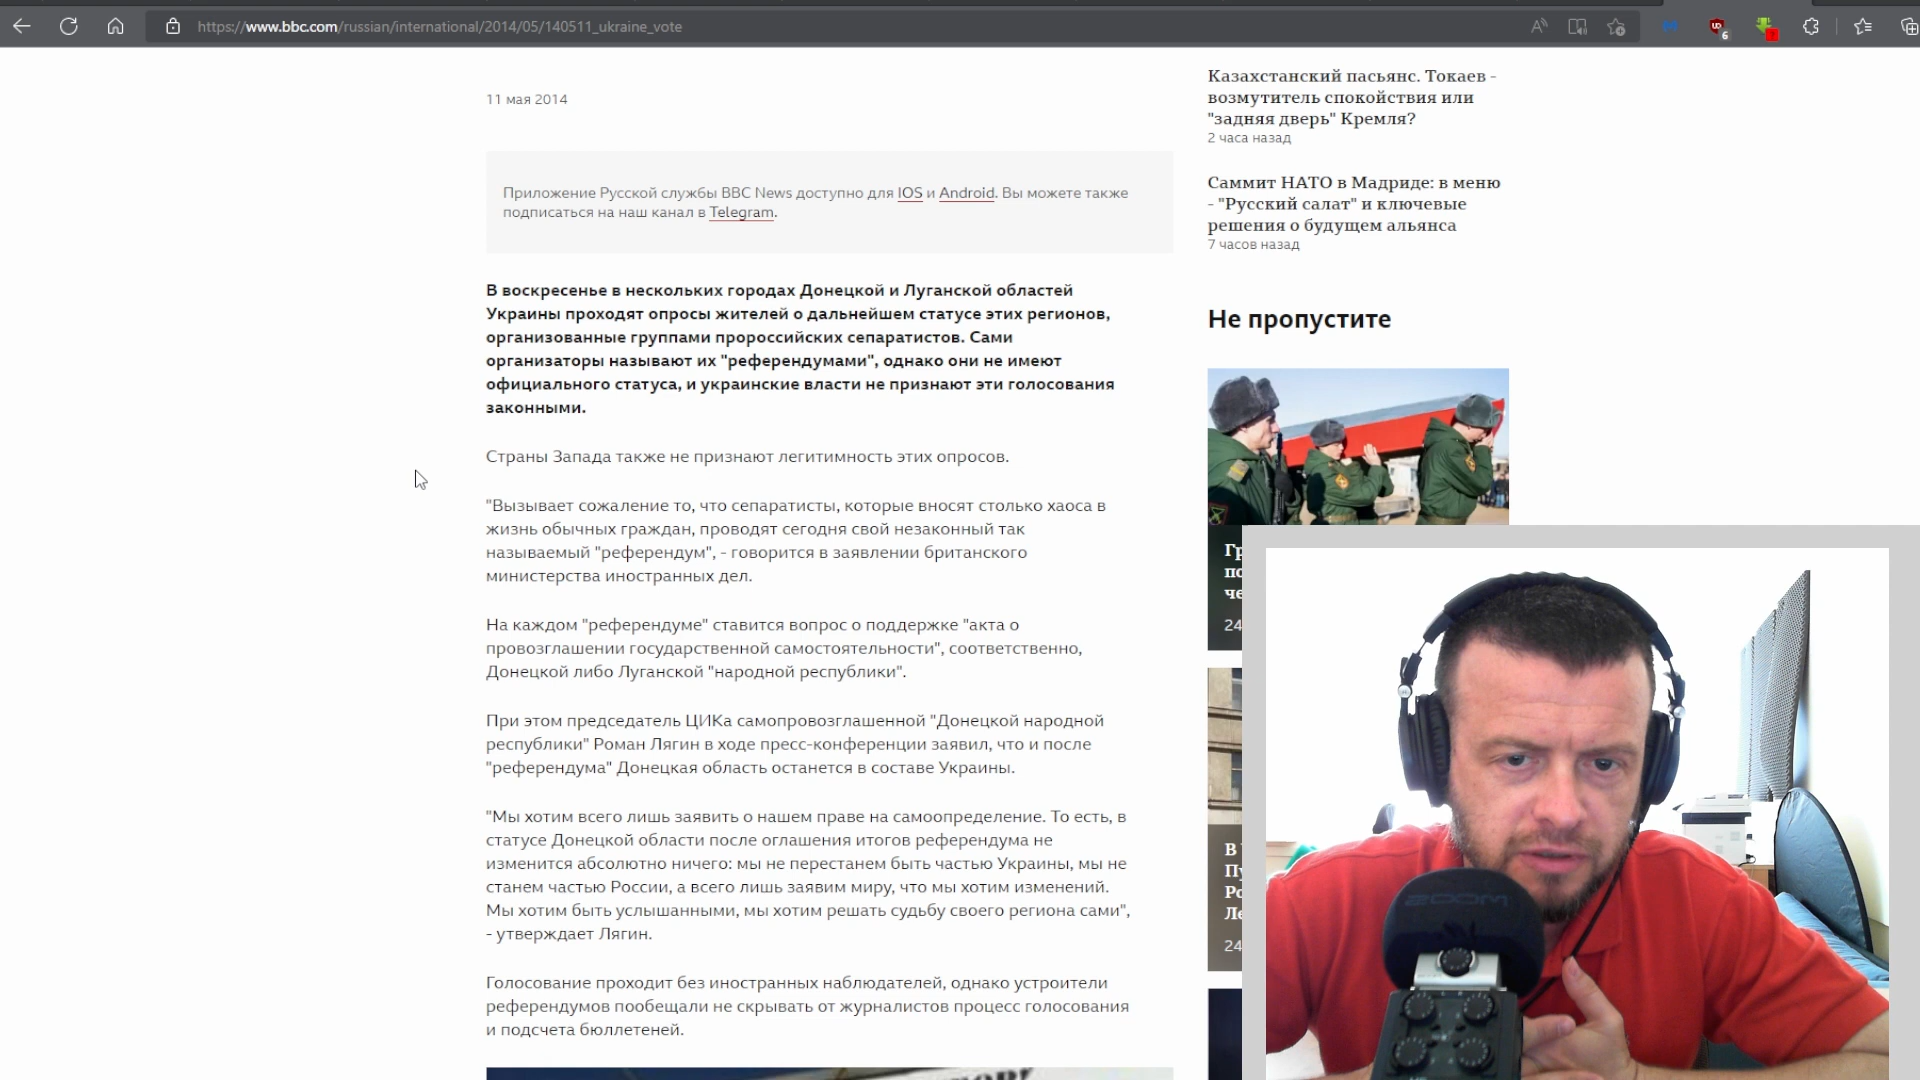 https://www.bbc.com/russian/international/2014/05/140511_ukraine_vote
6
11 мая 2014
Приложение Русской службы BBC News доступно для IOS и Android. Вы можете также
подписаться на наш канал в Telegram.
В воскресенье в нескольких городах Донецкой и Луганской областей
Украины проходят опросы жителей о дальнейшем статусе этих регионов,
организованные группами пророссийских сепаратистов. Сами
организаторы называют их "референдумами", однако они не имеют
официального статуса, и украинские власти не признают эти голосования
законными.
Страны Запада также не признают легитимность этих опросов.
"Вызывает сожаление то, что сепаратисты, которые вносят столько хаоса в
жизнь обычных граждан, проводят сегодня свой незаконный так
называемый "референдум", - говорится в заявлении британского
министерства иностранных дел.
На каждом "референдуме" ставится вопрос о поддержке "акта о
провозглашении государственной самостоятельности", соответственно,
Донецкой либо Луганской "народной республики".
При этом председатель ЦИКа самопровозглашенной "Донецкой народной
республики" Роман Лягин в ходе пресс-конференции заявил, что и после
"референдума" Донецкая область останется в составе Украины.
"Мы хотим всего лишь заявить о нашем праве на самоопределение. То есть, в
статусе Донецкой области после оглашения итогов референдума не
изменится абсолютно ничего: мы не перестанем быть частью Украины, мы не
станем частью России, а всего лишь заявим миру, что мы хотим изменений.
Мы хотим быть услышанными, мы хотим решать судьбу своего региона сами",
- утверждает Лягин.
Голосование проходит без иностранных наблюдателей, однако устроители
референдумов пообещали не скрывать от журналистов процесс голосования
и подсчета бюллетеней.
Казахстанский пасьянс. Токаев -
возмутитель спокойствия или
"задняя дверь" Кремля?
2 часа назад
Саммит НАТО в Мадриде: в меню
- "Русский салат" и ключевые
решения о будущем альянса
7 часов назад
Не пропустите
24
24
zoom